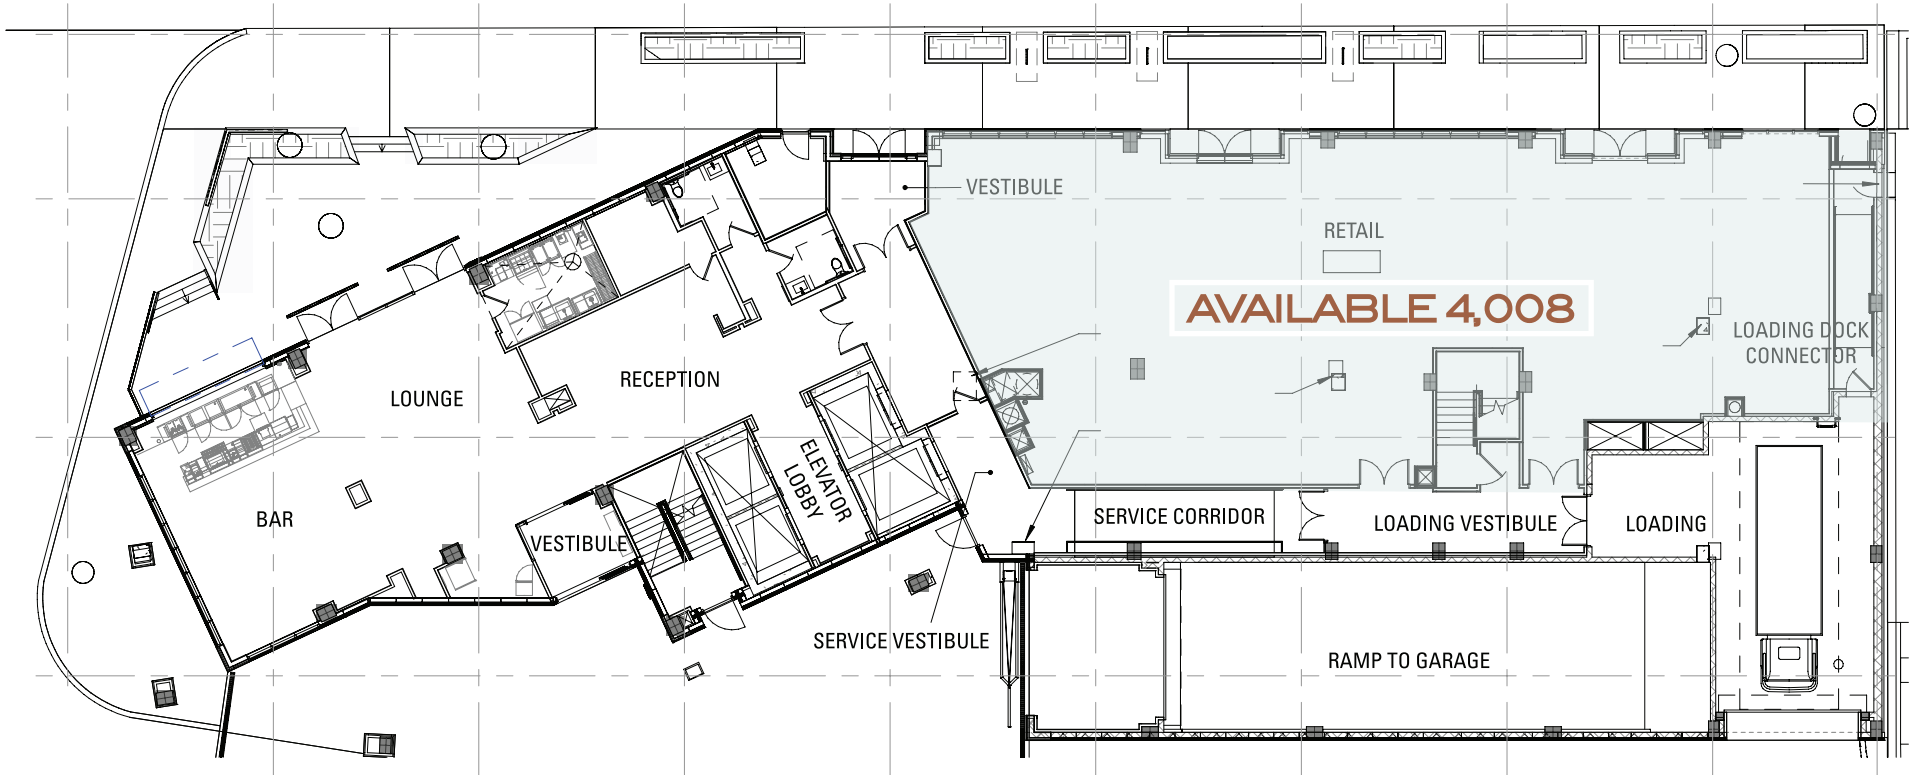 VESTIBULE
RETAIL
AVAILABLE 4,008
LOADING DOCK
CONNECTOR
RECEPTION
LOUNGE
ELEVATOR
LOBBY
BAR
VESTIBULE
SERVICE CORRIDOR
LOADING VESTIBULE
LOADING
SERVICE VESTIBULE
RAMP TO GARAGE